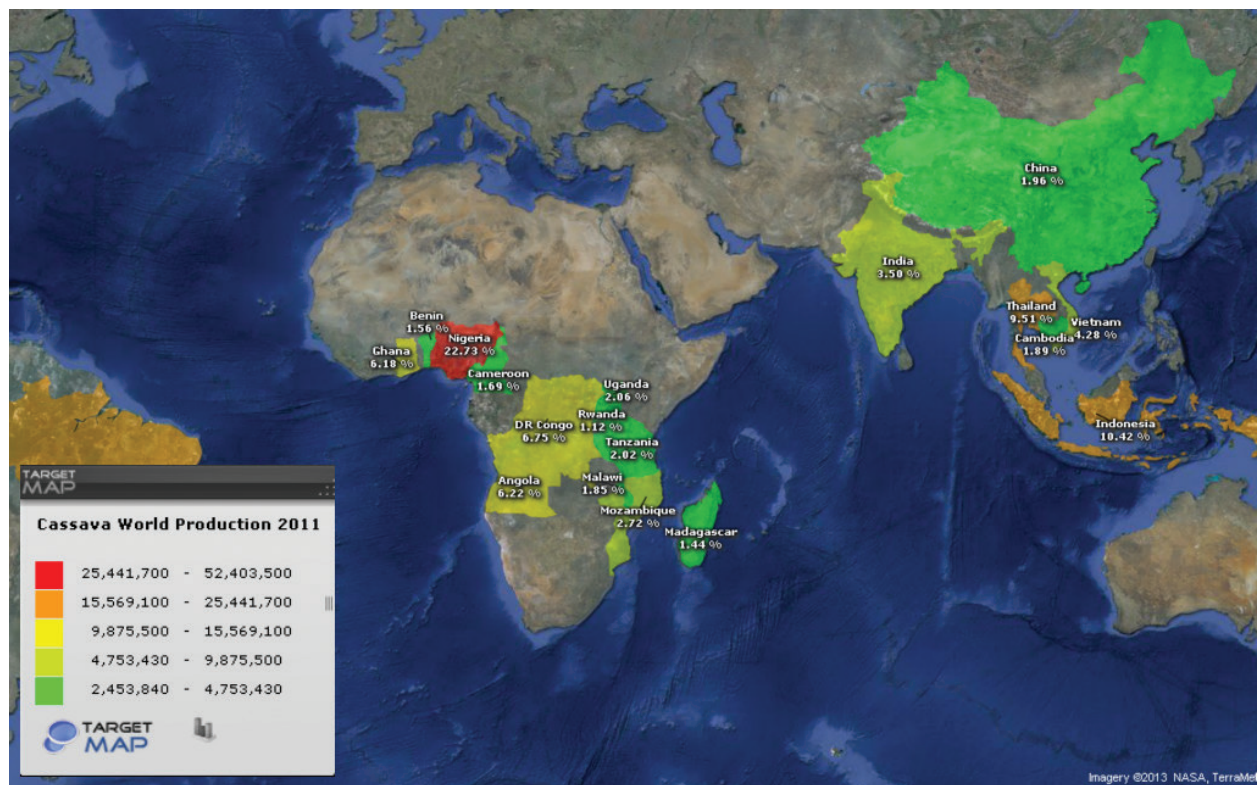 China
1.96 %
India
3.50 %
Thailand
9.51 %
Vietnam
4.28 %
Cambodia
1.89 %
Benin
1.56 %
Nigeria
22.73 %
Ghana
6.18 %
Cameroon
1.69 %
Uganda
2.06 %
Rwanda
1.12 %
DR Congo
6.75 %
Tanzania
2.02 %
Indonesia
10.42 %
Angola
6.22 %
Malawi
1.85 %
Mozambique
2.72 %
Madagascar
1.44 %
TARGET
MAP
Cassava World Production 2011
25,441,700 - 52,403,500
15,569,100 - 25,441,700
9,875,500 - 15,569,100
4,753,430 - 9,875,500
2,453,840 - 4,753,430
TARGET
MAP
Imagery ©2013 NASA, TerraMet